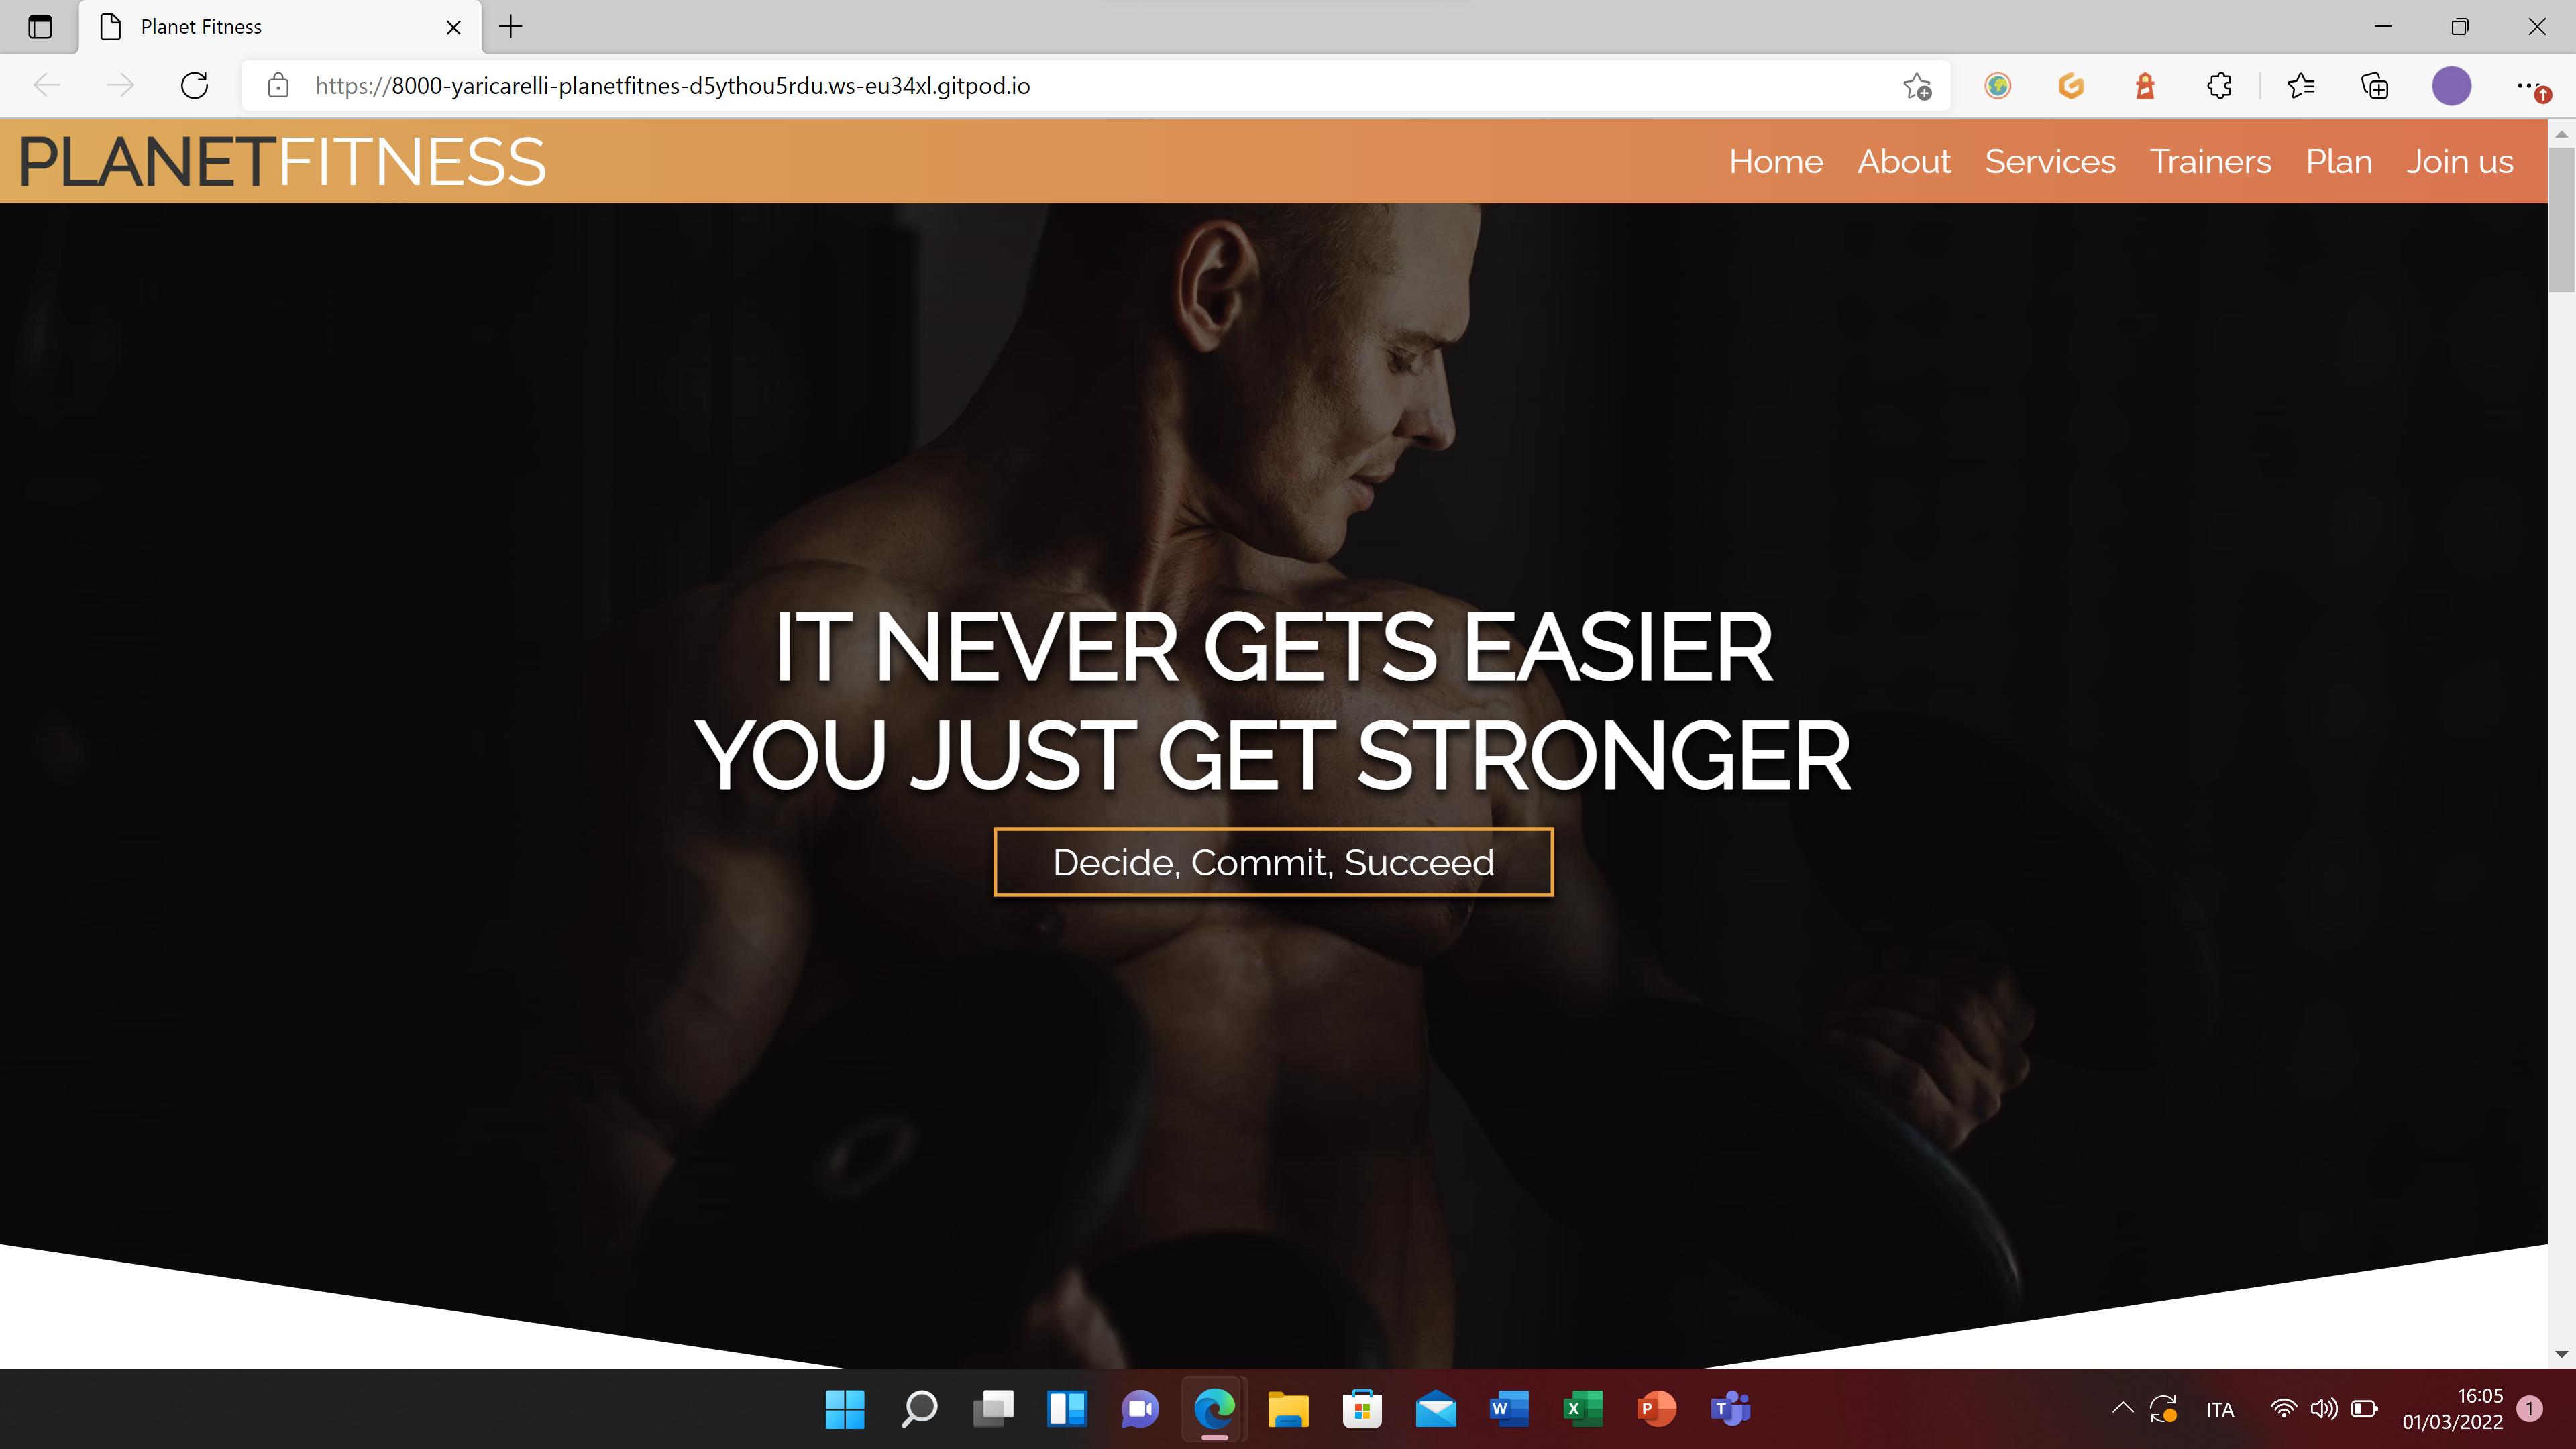 Planet Fitness
https://8000-yaricarelli-planetfitnes-d5ythou5rdu.ws-eu34xl.gitpod.io
PLANETFITNESS
Home About Services Trainers Plan Join us
IT NEVER GETS EASIER
YOU JUST GET STRONGER
Decide, Commit, Succeed
ITA
16:05
01/03/2022
1